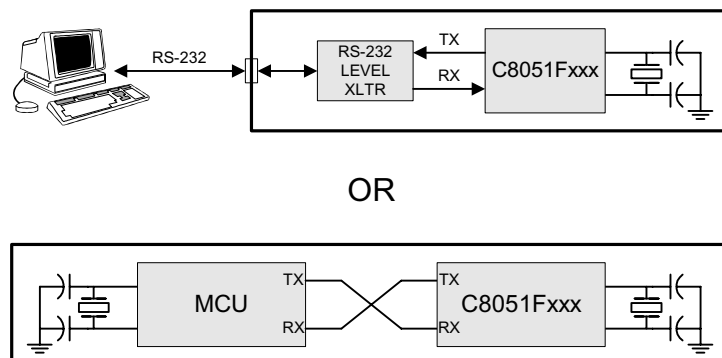 RS-232
RS-232
LEVEL
XLTR
TX
RX
C8051Fxxx
OR
MCU
TX
RX
TX
RX
C8051Fxxx